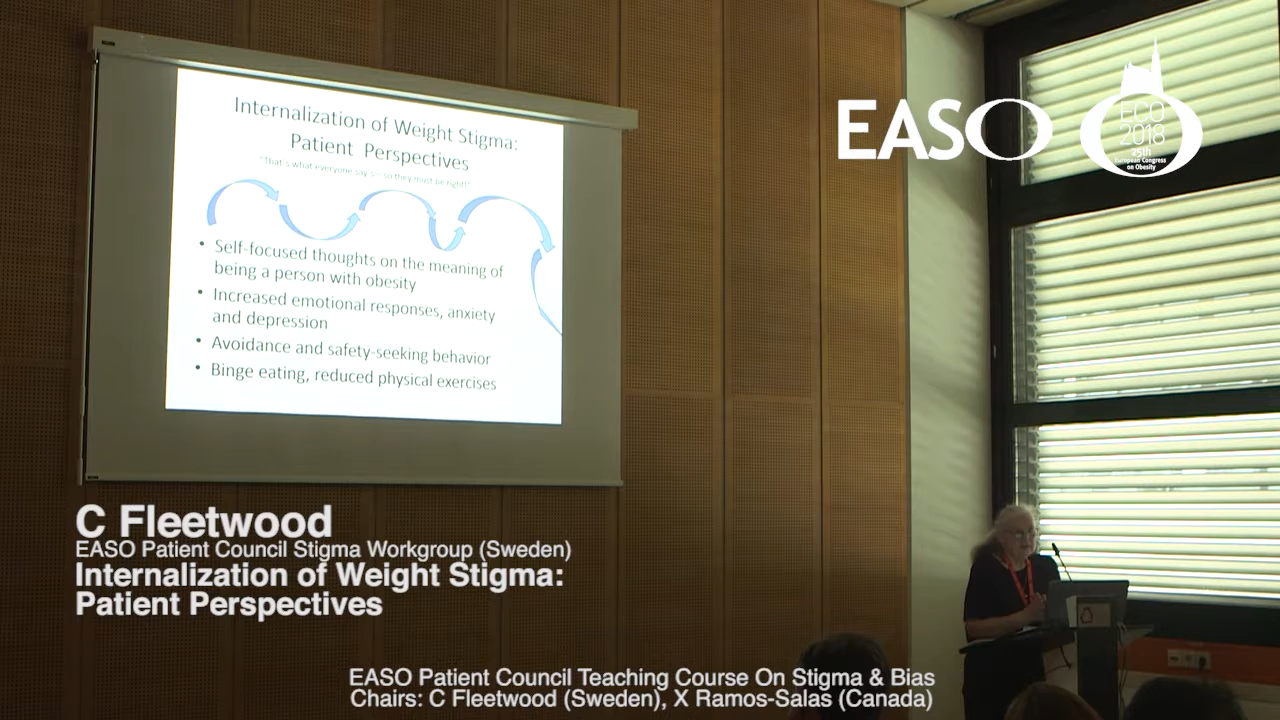 Internalization of Weight Stigma:
Patient Perspectives
"That's what everyone say's – so they must be right!"
• Self-focused thoughts on the meaning of
being a person with obesity
• Increased emotional responses, anxiety
and depression
• Avoidance and safety-seeking behavior
• Binge eating, reduced physical exercises
EASO
ECO
2018
25th
European Congress
on Obesity
C Fleetwood
EASO Patient Council Stigma Workgroup (Sweden)
Internalization of Weight Stigma:
Patient Perspectives
EASO Patient Council Teaching Course On Stigma & Bias
Chairs: C Fleetwood (Sweden), X Ramos-Salas (Canada)